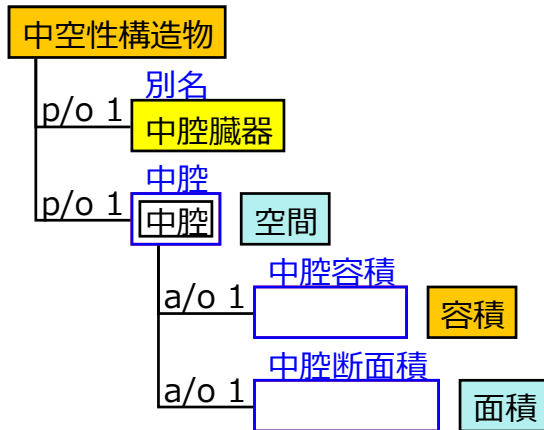 中空性構造物
別名
p/o 1
中腔臓器
中腔
p/o 1
中腔 空間
中腔容積
a/o 1
容積
中腔断面積
a/o 1
面積